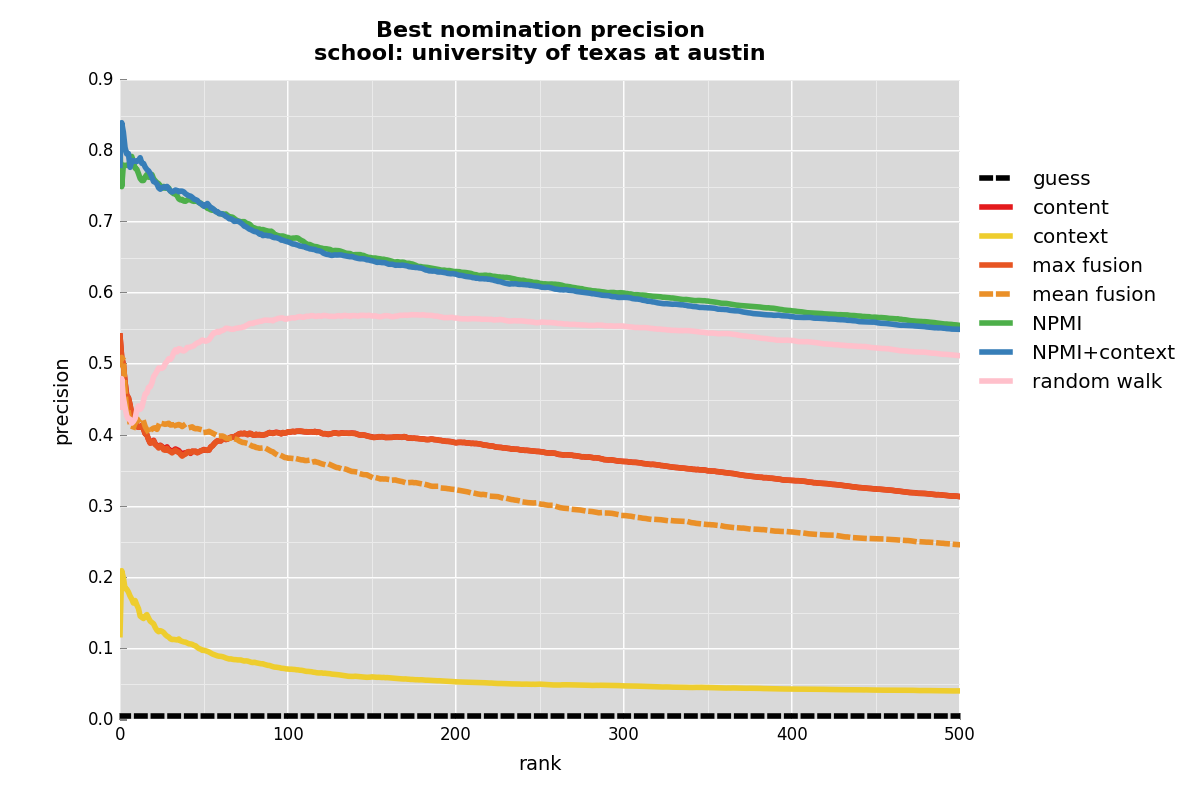 Best nomination precision
school: university of texas at austin
precision
0.9
0.8
0.7
0.6
0.5
0.4
0.3
0.2
0.1
0.0
0 100 200 300 400 500
rank
guess
content
context
max fusion
mean fusion
NPMI
NPMI+context
random walk